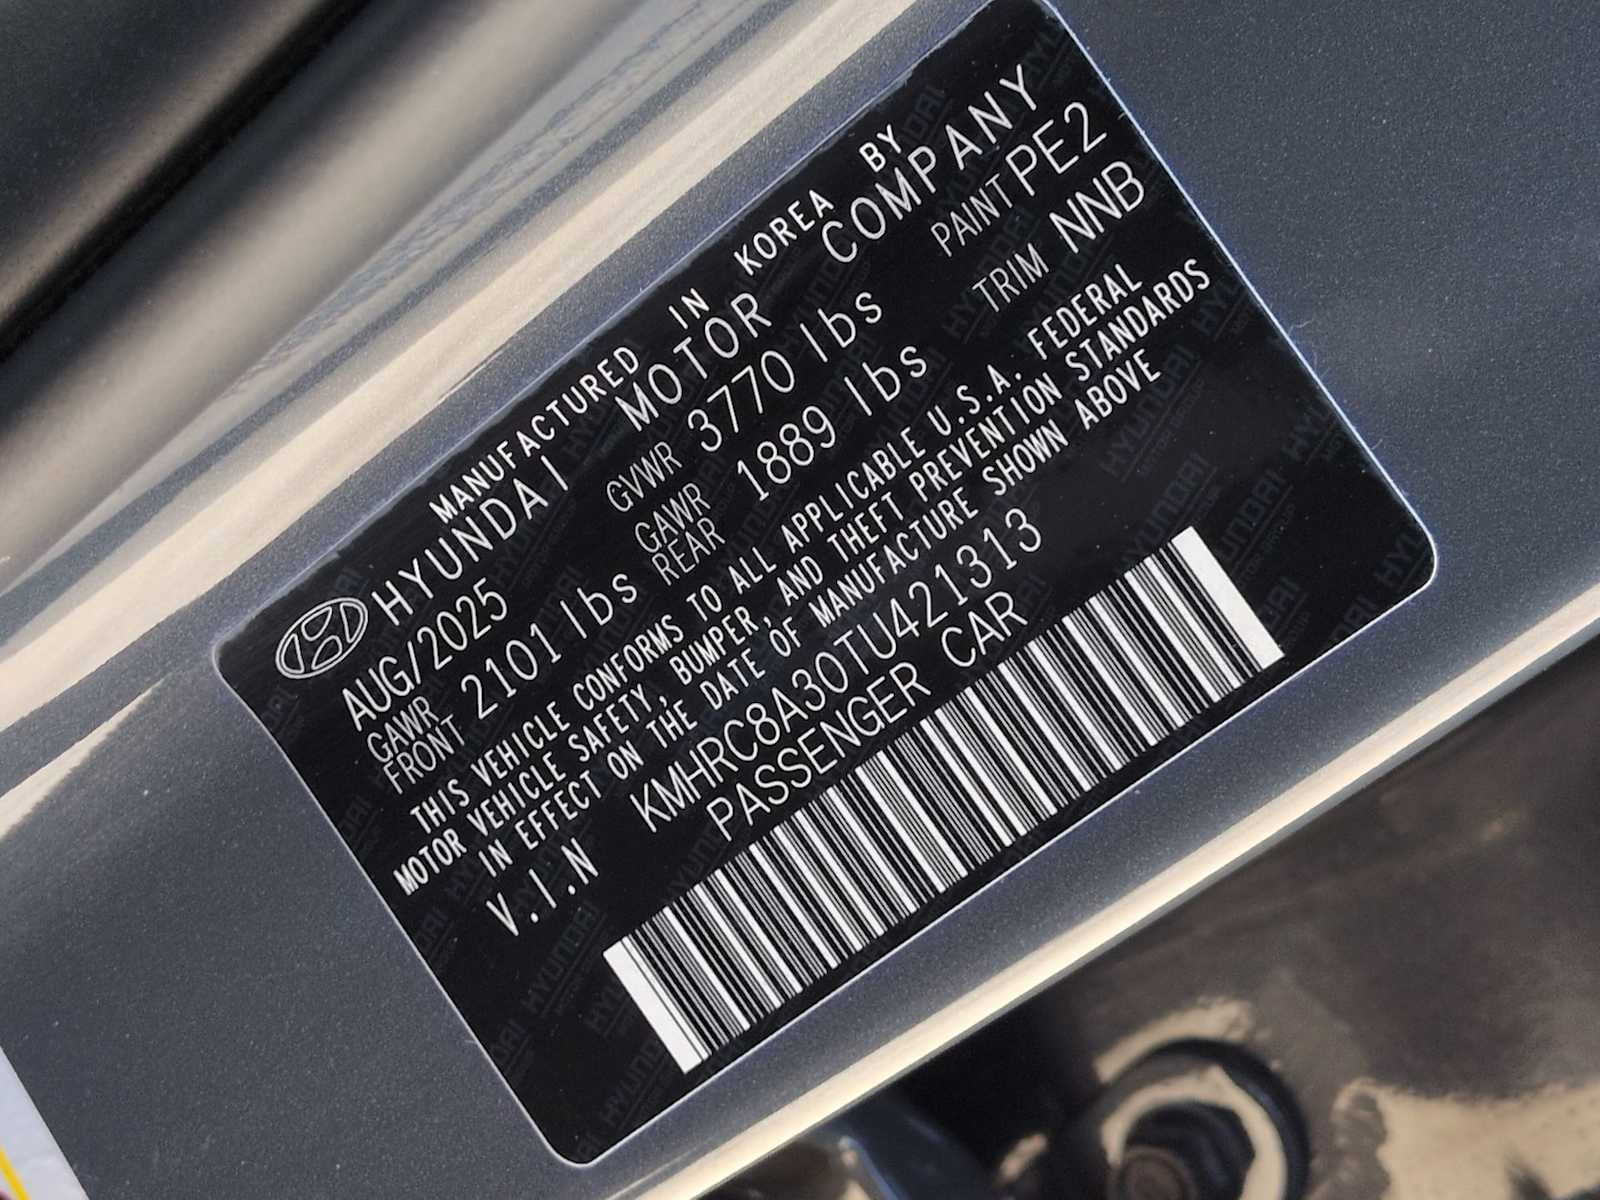 MANUFACTURED IN KOREA BY
HYUNDAI MOTOR COMPANY
AUG/2025 GVWR 3770 lbs PAINT PE2
GAWR FRONT 2101 lbs GAWR REAR 1889 lbs TRIM NNB
THIS VEHICLE CONFORMS TO ALL APPLICABLE U.S.A. FEDERAL
MOTOR VEHICLE SAFETY, BUMPER, AND THEFT PREVENTION STANDARDS
IN EFFECT ON THE DATE OF MANUFACTURE SHOWN ABOVE
V.I.N KMHRC8A30TU421313
PASSENGER CAR